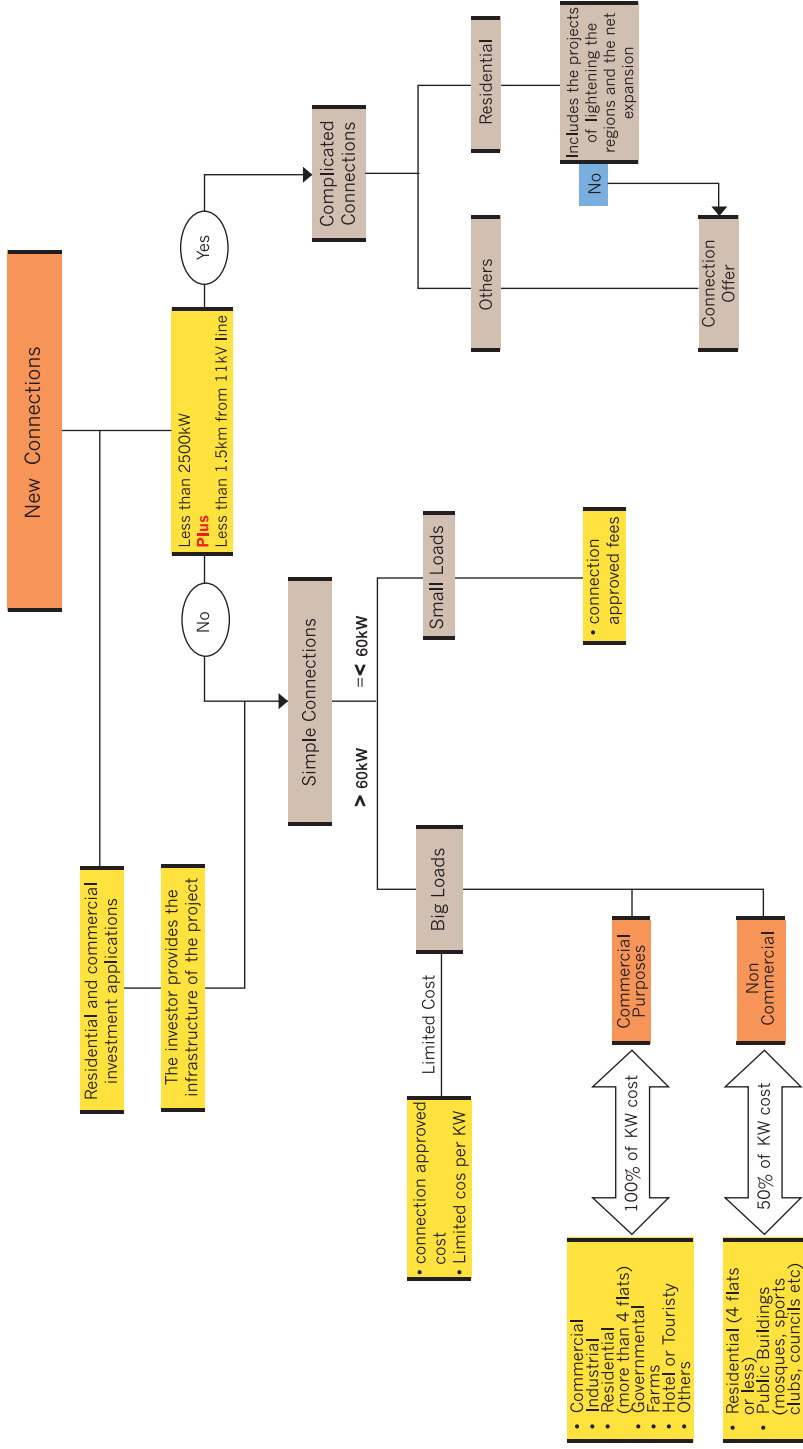 New Connections
Residential and commercial
investment applications
The investor provides the
infrastructure of the project
Less than 2500kW
Plus
Less than 1.5km from 11kV line
No
Yes
Simple Connections
Complicated
Connections
> 60kW
=< 60kW
Big Loads
Small Loads
Others
Residential
Limited Cost
• connection approved
cost
• Limited cos per KW
• connection
approved fees
Includes the projects
of lightening the
regions and the net
expansion
No
Connection
Offer
Commercial
Purposes
100% of KW cost
• Commercial
• Industrial
• Residential
(more than 4 flats)
• Governmental
• Farms
• Hotel or Touristy
• Others
Non
Commercial
50% of KW cost
• Residential (4 flats
or less)
• Public Buildings
(mosques, sports
clubs, councils etc)